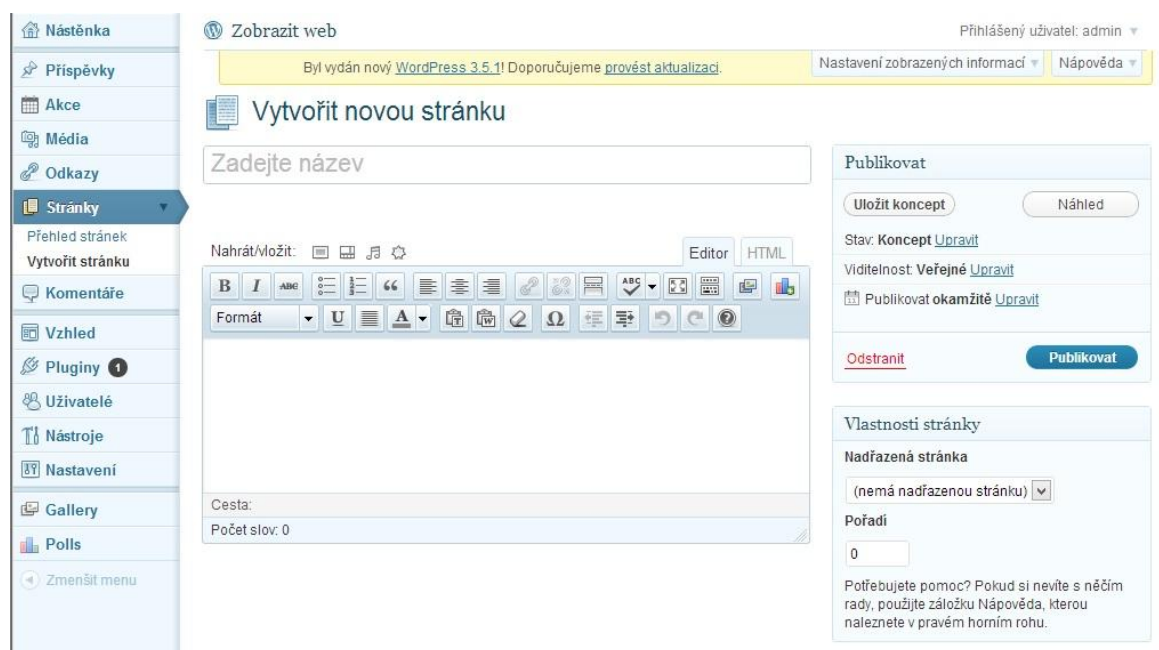 Nástěnka
Příspěvky
Akce
Média
Odkazy
Stránky
Přehled stránek
Vytvořit stránku
Komentáře
Vzhled
Pluginy 1
Uživatelé
Nástroje
Nastavení
Gallery
Polls
Zmenšit menu
Zobrazit web
Přihlášený uživatel: admin
Byl vydán nový WordPress 3.5.1! Doporučujeme provést aktualizaci.
Nastavení zobrazených informací
Nápověda
Vytvořit novou stránku
Zadejte název
Nahrát/vložit:
Editor
HTML
B I ABC ABC
Formát U A T W Ω
Cesta:
Počet slov: 0
Publikovat
Uložit koncept
Náhled
Stav: Koncept Upravit
Viditelnost: Veřejné Upravit
Publikovat okamžitě Upravit
Odstranit
Publikovat
Vlastnosti stránky
Nadřazená stránka
(nemá nadřazenou stránku)
Pořadí
0
Potřebujete pomoc? Pokud si nevíte s něčím
rady, použijte záložku Nápověda, kterou
naleznete v pravém horním rohu.